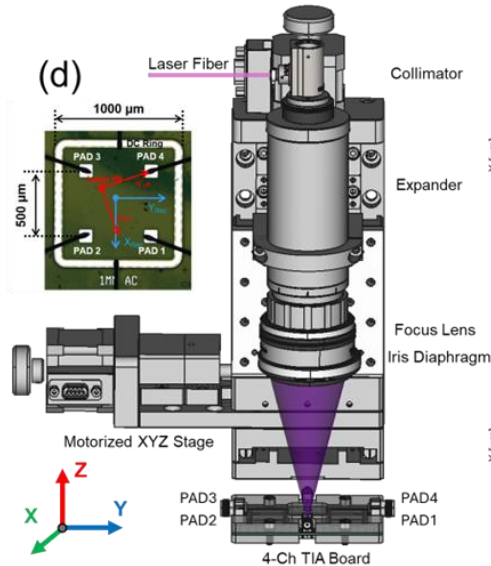 Laser Fiber
Collimator
(d)
1000 µm
DC Ring
PAD 3
PAD 4
500 µm
PAD 2
PAD 1
1MM AC
Expander
Focus Lens
Iris Diaphragm
Motorized XYZ Stage
Z
X
Y
PAD3
PAD4
PAD2
PAD1
4-Ch TIA Board